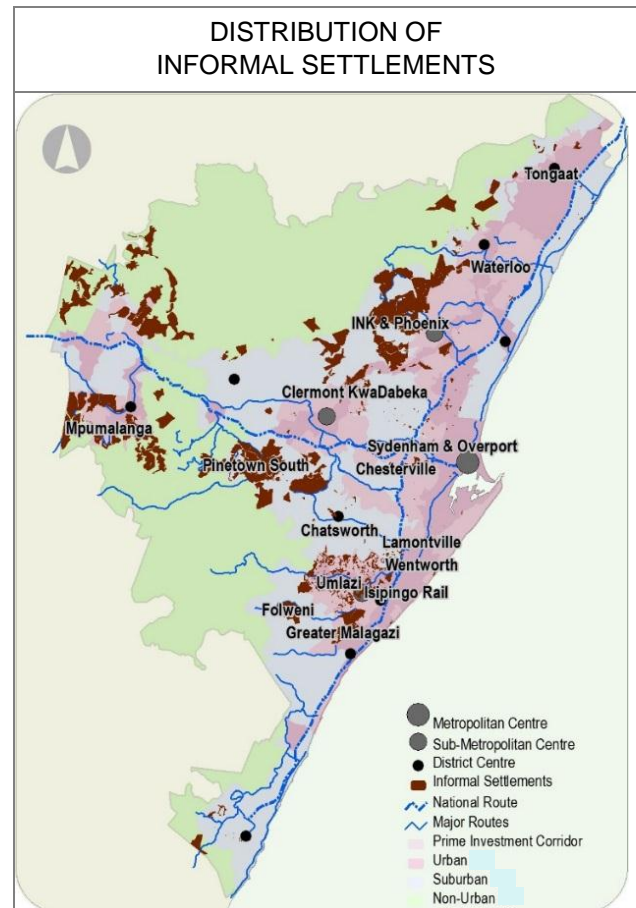 DISTRIBUTION OF
INFORMAL SETTLEMENTS
Tongaat
Waterloo
INK & Phoenix
Clermont KwaDabeka
Mpumalanga
Sydenham & Overport
Pinetown South
Chesterville
Chatsworth
Lamontville
Wentworth
Umlazi
Isipingo Rail
Folweni
Greater Malagazi
Metropolitan Centre
Sub-Metropolitan Centre
District Centre
Informal Settlements
National Route
Major Routes
Prime Investment Corridor
Urban
Suburban
Non-Urban